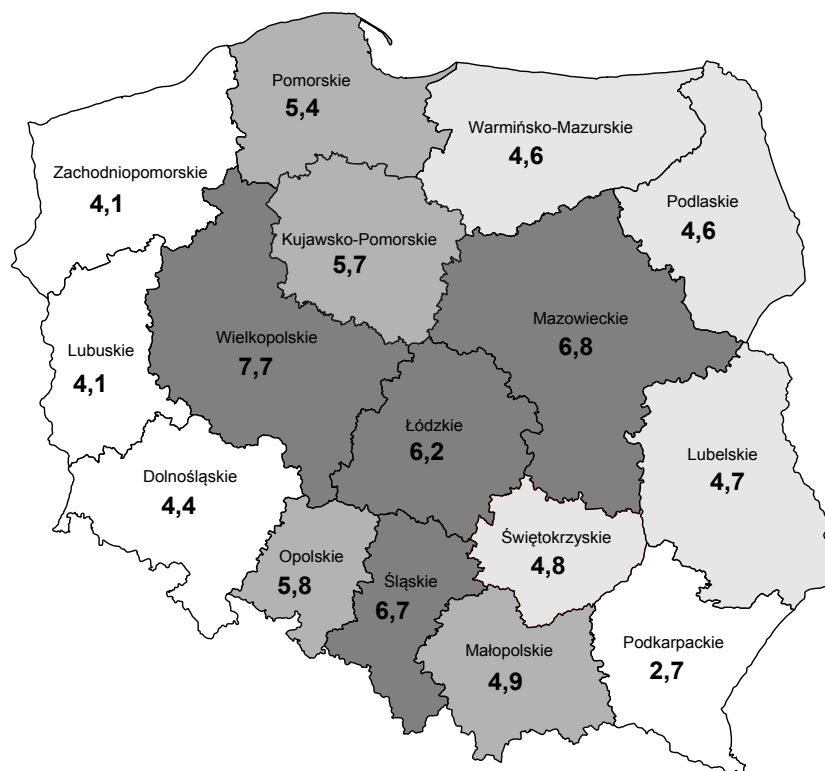 Pomorskie
5,4
Warmińsko-Mazurskie
4,6
Zachodniopomorskie
4,1
Podlaskie
4,6
Kujawsko-Pomorskie
5,7
Mazowieckie
6,8
Wielkopolskie
7,7
Lubuskie
4,1
Łódzkie
6,2
Lubelskie
4,7
Dolnośląskie
4,4
Świętokrzyskie
4,8
Opolskie
5,8
Śląskie
6,7
Podkarpackie
2,7
Małopolskie
4,9